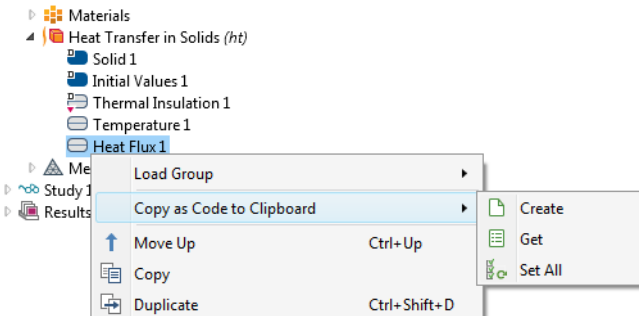 Materials
Heat Transfer in Solids (ht)
Solid 1
Initial Values 1
Thermal Insulation 1
Temperature 1
Heat Flux 1
Me
Load Group
Study 1
Results
Copy as Code to Clipboard
Create
Move Up Ctrl+Up
Get
Copy
Set All
Duplicate Ctrl+Shift+D